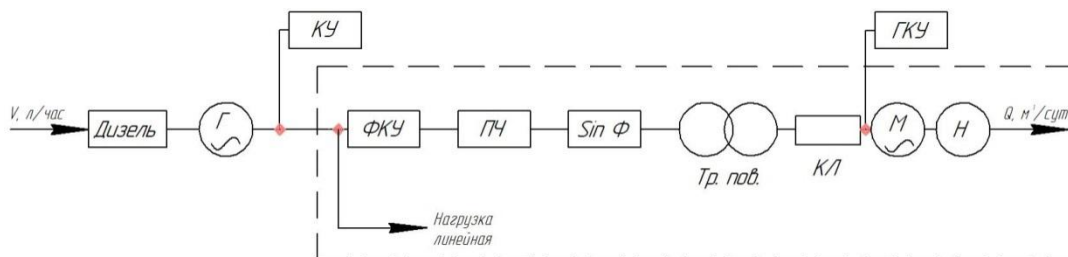 КУ
ГКУ
V, л/час
Дизель
Г
ФКУ
ПЧ
Sin Ф
Тр. пов.
КЛ
М
Н
Q, м³/сут
Нагрузка
линейная